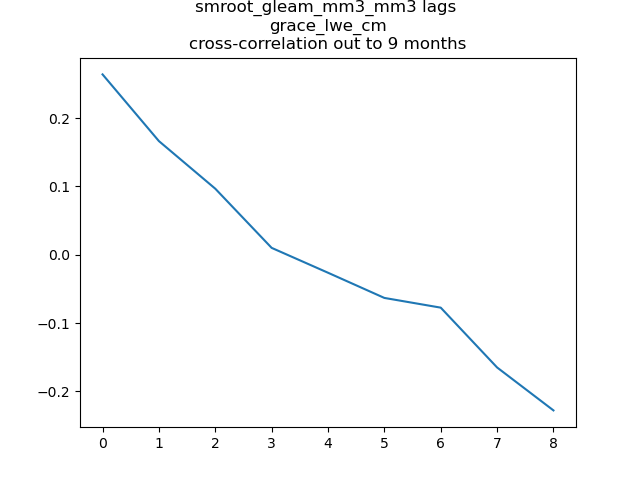 smroot_gleam_mm3_mm3 lags
grace_lwe_cm
cross-correlation out to 9 months
0.2
0.1
0.0
−0.1
−0.2
0 1 2 3 4 5 6 7 8